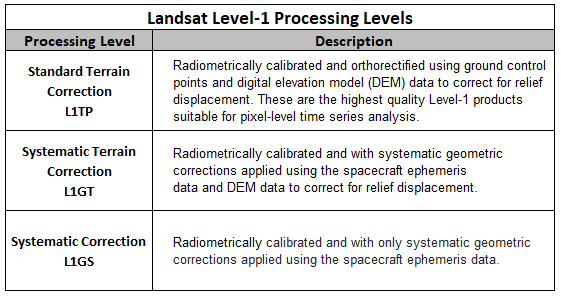 Landsat Level-1 Processing Levels
Processing Level Description
Standard Terrain
Correction
L1TP
Radiometrically calibrated and orthorectified using ground control
points and digital elevation model (DEM) data to correct for relief
displacement. These are the highest quality Level-1 products
suitable for pixel-level time series analysis.
Systematic Terrain
Correction
L1GT
Radiometrically calibrated and with systematic geometric
corrections applied using the spacecraft ephemeris
data and DEM data to correct for relief displacement.
Systematic Correction
L1GS
Radiometrically calibrated and with only systematic geometric
corrections applied using the spacecraft ephemeris data.